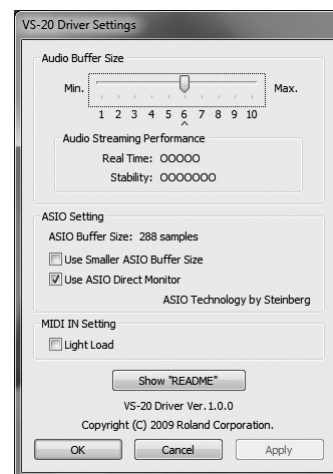 VS-20 Driver Settings
Audio Buffer Size
Min. Max.
1 2 3 4 5 6 7 8 9 10
^
Audio Streaming Performance
Real Time: OOOOO
Stability: OOOOOOO
ASIO Setting
ASIO Buffer Size: 288 samples
Use Smaller ASIO Buffer Size
Use ASIO Direct Monitor
ASIO Technology by Steinberg
MIDI IN Setting
Light Load
Show "README"
VS-20 Driver Ver.1.0.0
Copyright (C) 2009 Roland Corporation.
OK Cancel Apply